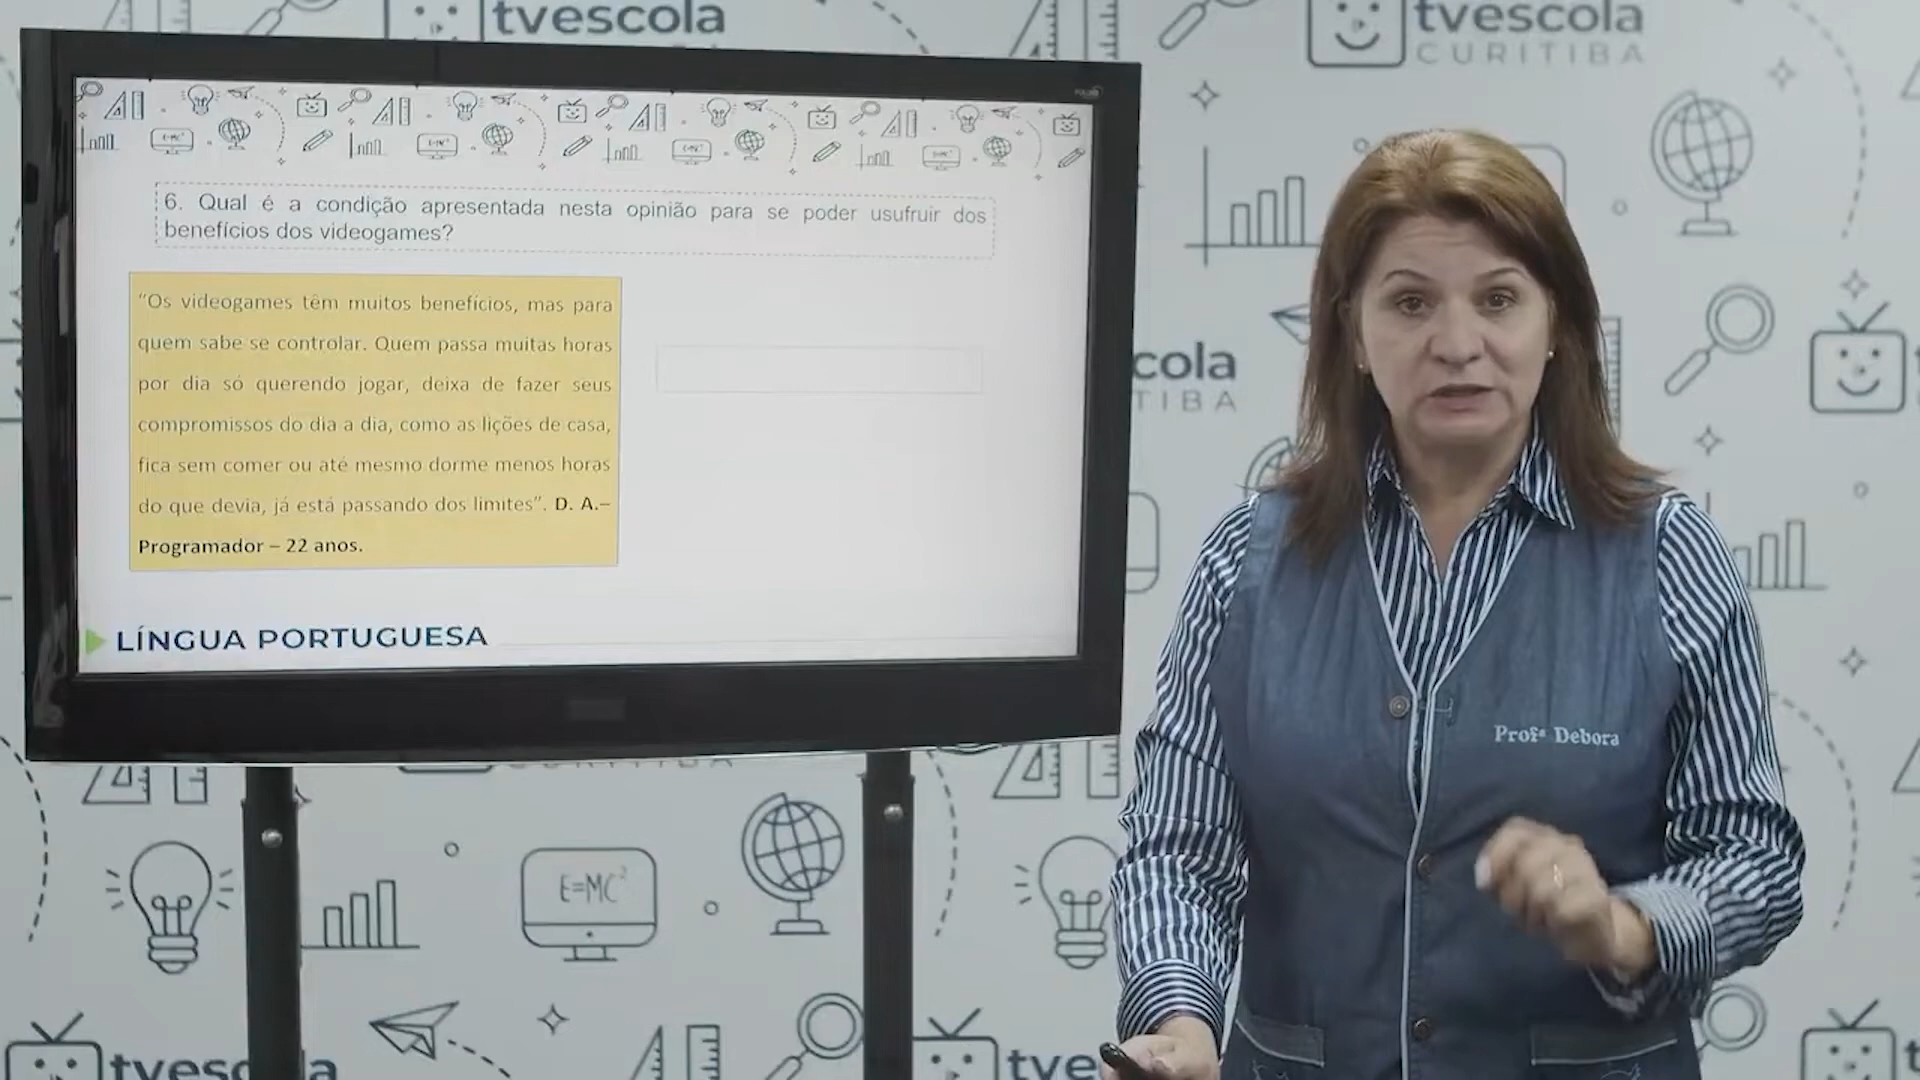 tvescola
tvescola
CURITIBA
6. Qual é a condição apresentada nesta opinião para se poder usufruir dos
benefícios dos videogames?
"Os videogames têm muitos benefícios, mas para
quem sabe se controlar. Quem passa muitas horas
por dia só querendo jogar, deixa de fazer seus
compromissos do dia a dia, como as lições de casa,
fica sem comer ou até mesmo dorme menos horas
do que devia, já está passando dos limites". D. A.–
Programador – 22 anos.
LÍNGUA PORTUGUESA
cola
TIBA
Profª Debora
CURITIBA
E=MC²
tvesc
a
tve